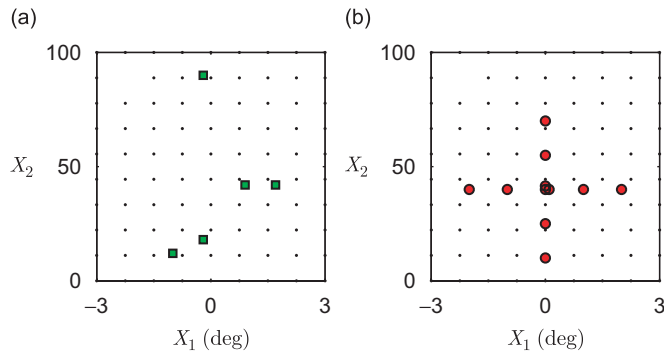 (a) (b)
100 100
X₂ 50 X₂ 50
0 0
−3 0 3 −3 0 3
X₁ (deg) X₁ (deg)